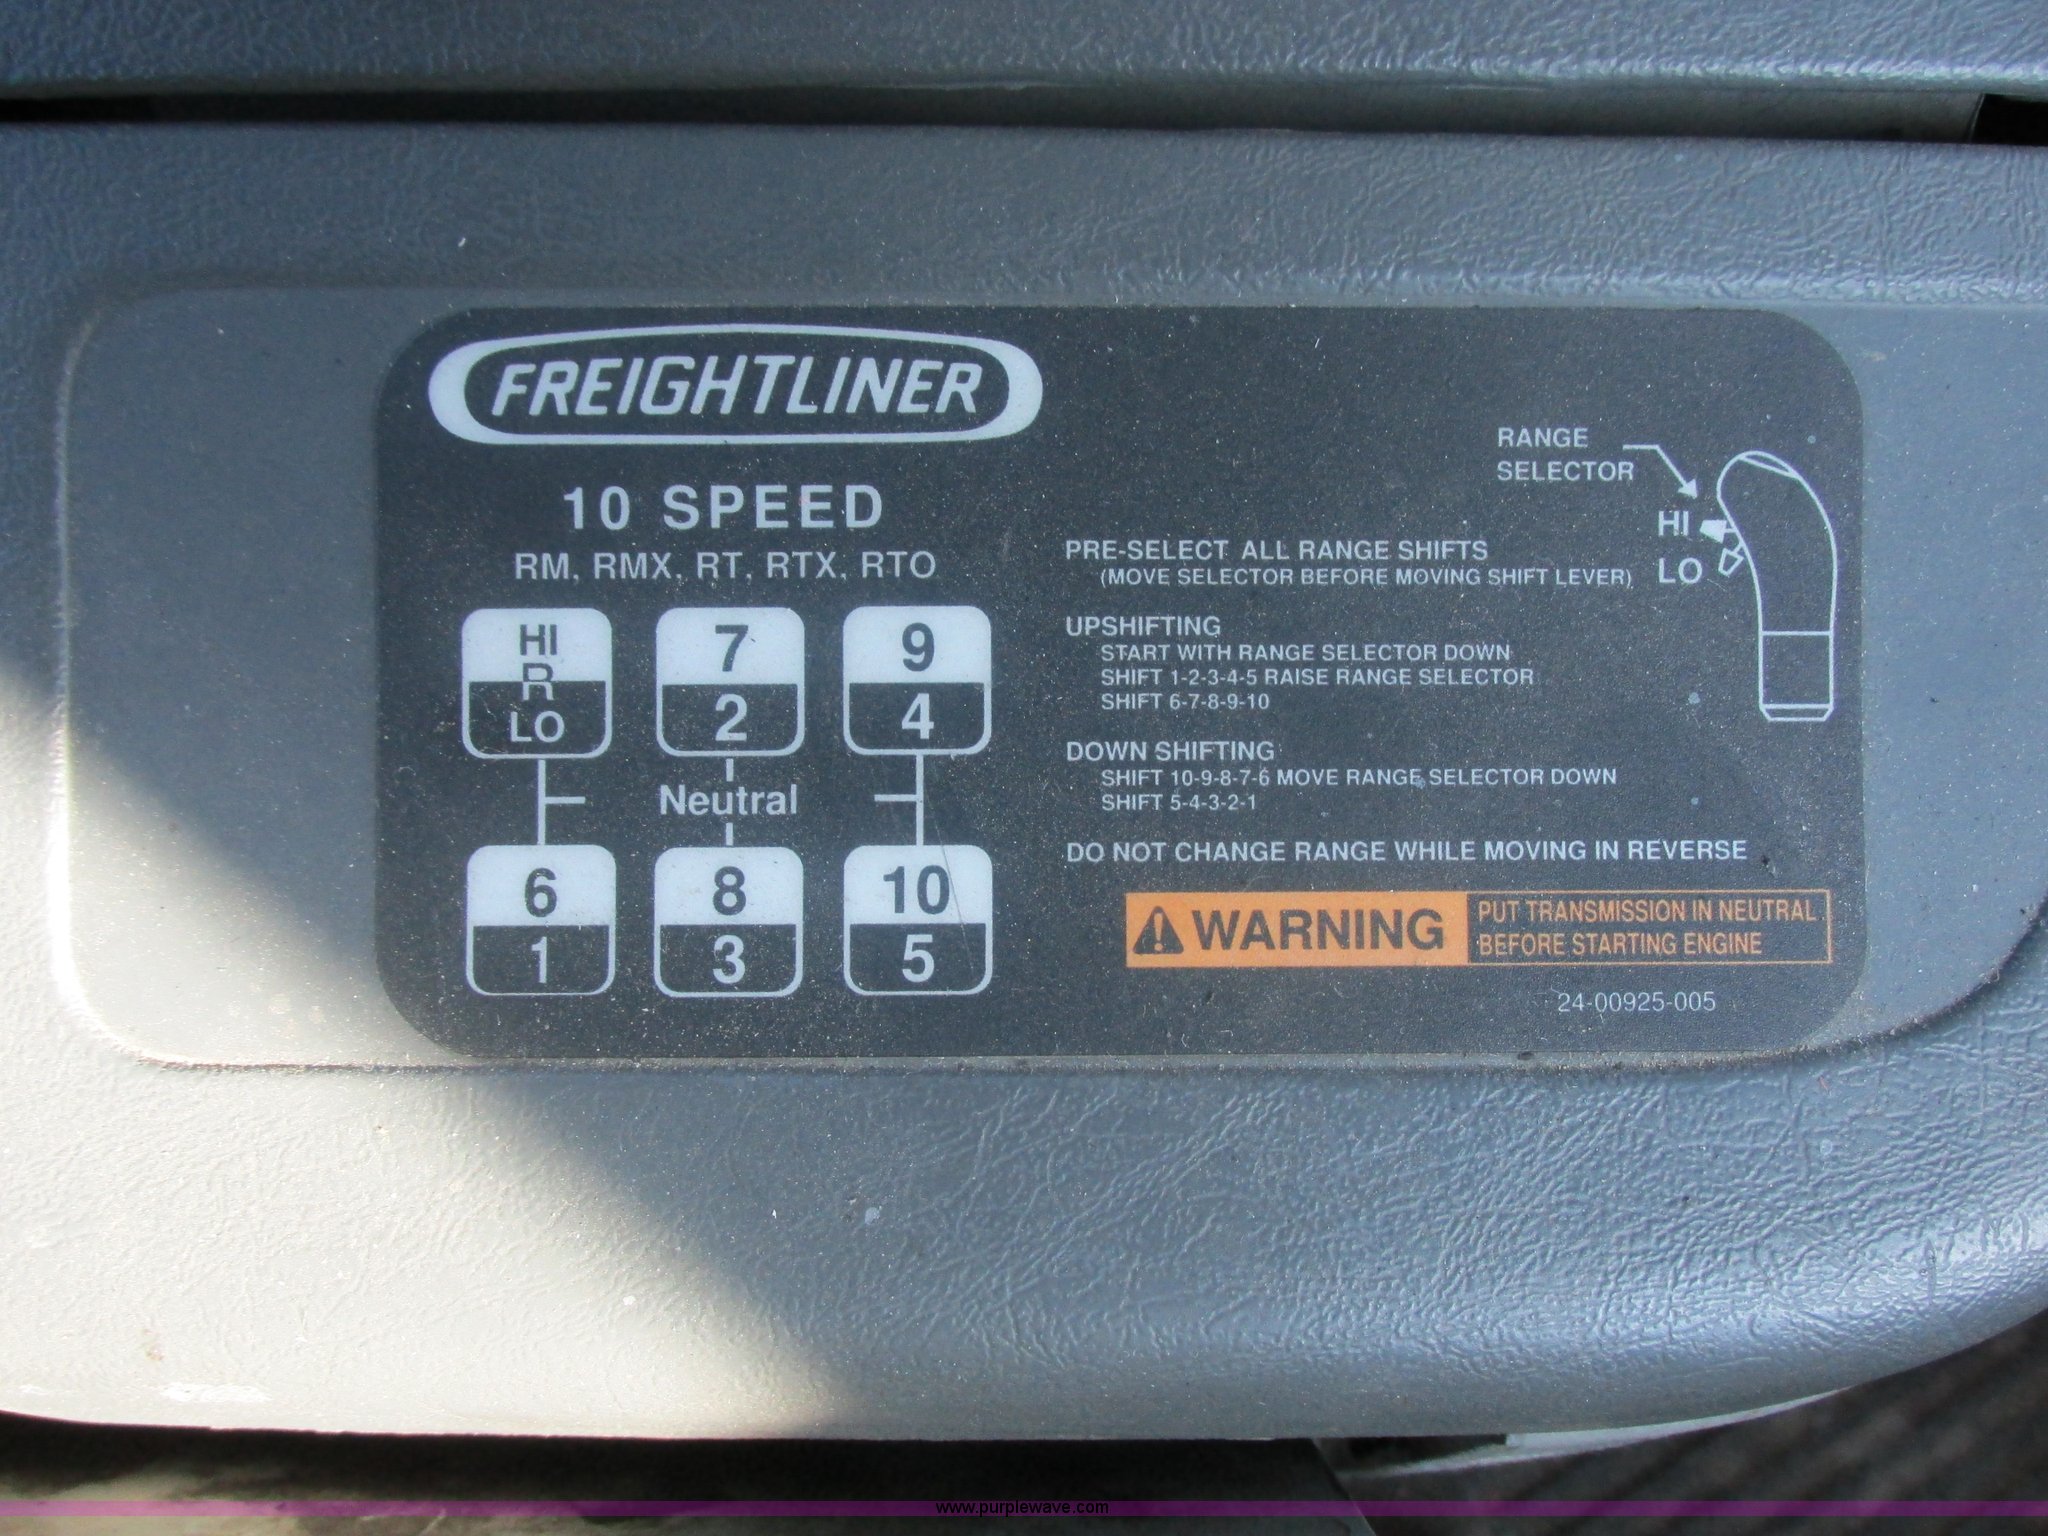 FREIGHTLINER
10 SPEED
RM, RMX, RT, RTX, RTO
HI
R
LO
7
2
9
4
Neutral
6
1
8
3
10
5
RANGE
SELECTOR
HI
LO
PRE-SELECT ALL RANGE SHIFTS
(MOVE SELECTOR BEFORE MOVING SHIFT LEVER)
UPSHIFTING
START WITH RANGE SELECTOR DOWN
SHIFT 1-2-3-4-5 RAISE RANGE SELECTOR
SHIFT 6-7-8-9-10
DOWN SHIFTING
SHIFT 10-9-8-7-6 MOVE RANGE SELECTOR DOWN
SHIFT 5-4-3-2-1
DO NOT CHANGE RANGE WHILE MOVING IN REVERSE
WARNING
PUT TRANSMISSION IN NEUTRAL
BEFORE STARTING ENGINE
24-00925-005
www.purplewave.com